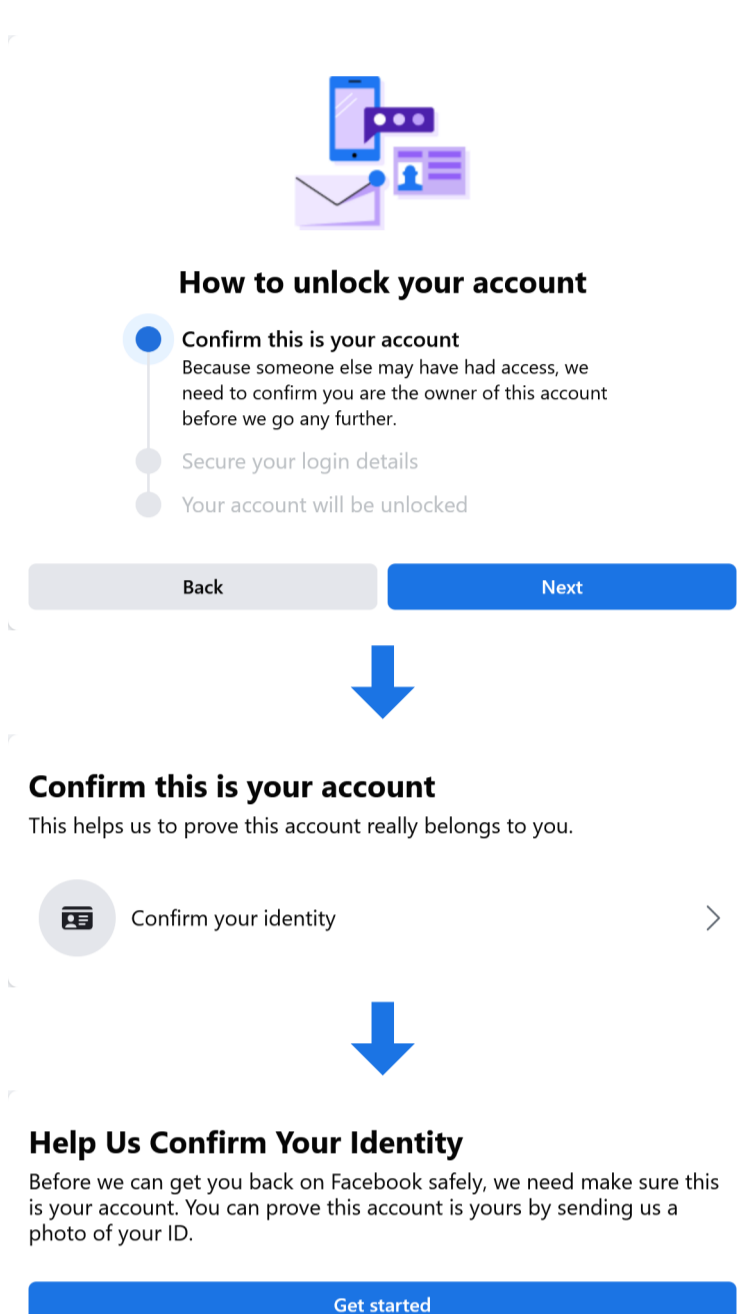 How to unlock your account
Confirm this is your account
Because someone else may have had access, we
need to confirm you are the owner of this account
before we go any further.
Secure your login details
Your account will be unlocked
Back
Next
Confirm this is your account
This helps us to prove this account really belongs to you.
Confirm your identity
Help Us Confirm Your Identity
Before we can get you back on Facebook safely, we need make sure this
is your account. You can prove this account is yours by sending us a
photo of your ID.
Get started